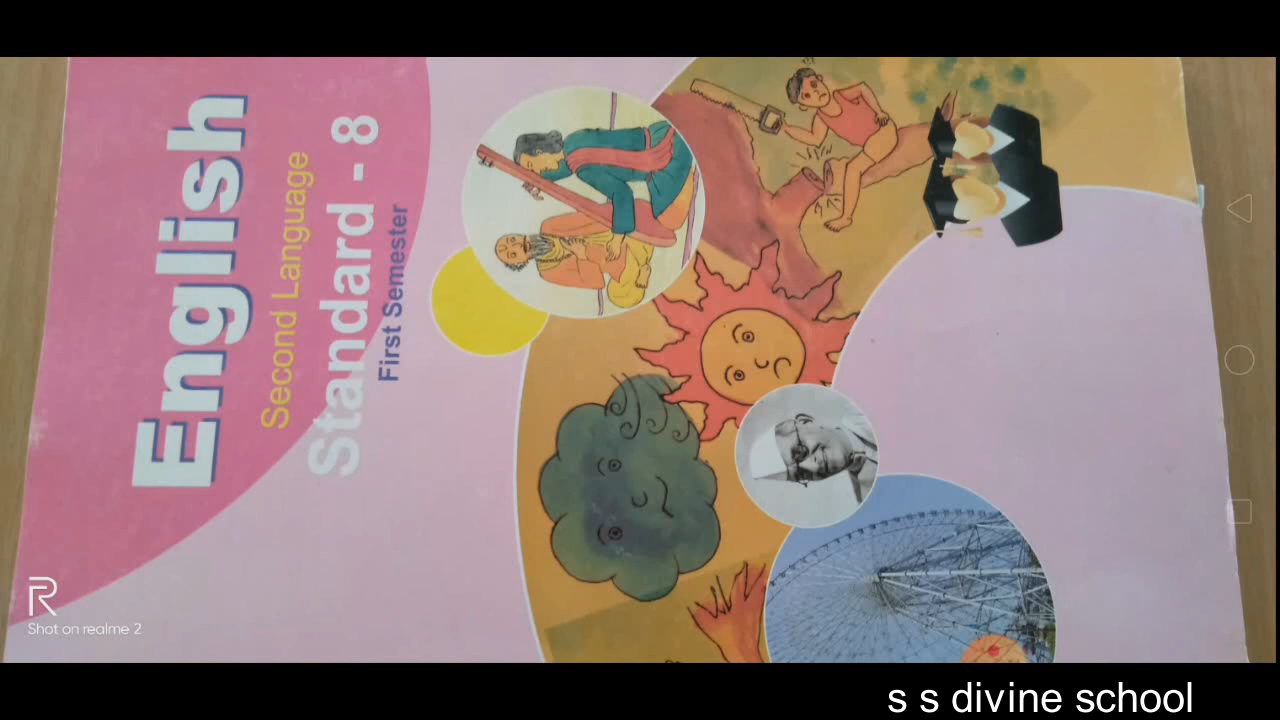 English
Second Language
Standard - 8
First Semester
R
Shot on realme 2
s s divine school